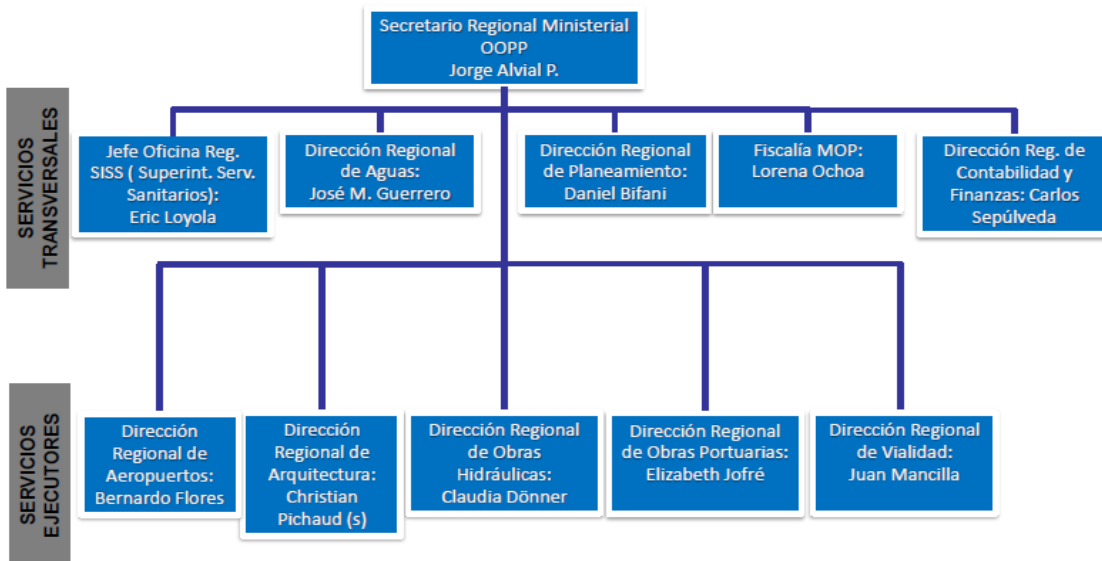 Secretario Regional Ministerial
OOPP
Jorge Alvial P.
SERVICIOS
TRANSVERSALES
Jefe Oficina Reg.
SISS ( Superint. Serv.
Sanitarios):
Eric Loyola
Dirección Regional
de Aguas:
José M. Guerrero
Dirección Regional
de Planeamiento:
Daniel Bifani
Fiscalía MOP:
Lorena Ochoa
Dirección Reg. de
Contabilidad y
Finanzas: Carlos
Sepúlveda
SERVICIOS
EJECUTORES
Dirección
Regional de
Aeropuertos:
Bernardo Flores
Dirección
Regional de
Arquitectura:
Christian
Pichaud (s)
Dirección Regional
de Obras
Hidráulicas:
Claudia Dönner
Dirección Regional
de Obras Portuarias:
Elizabeth Jofré
Dirección Regional
de Vialidad:
Juan Mancilla